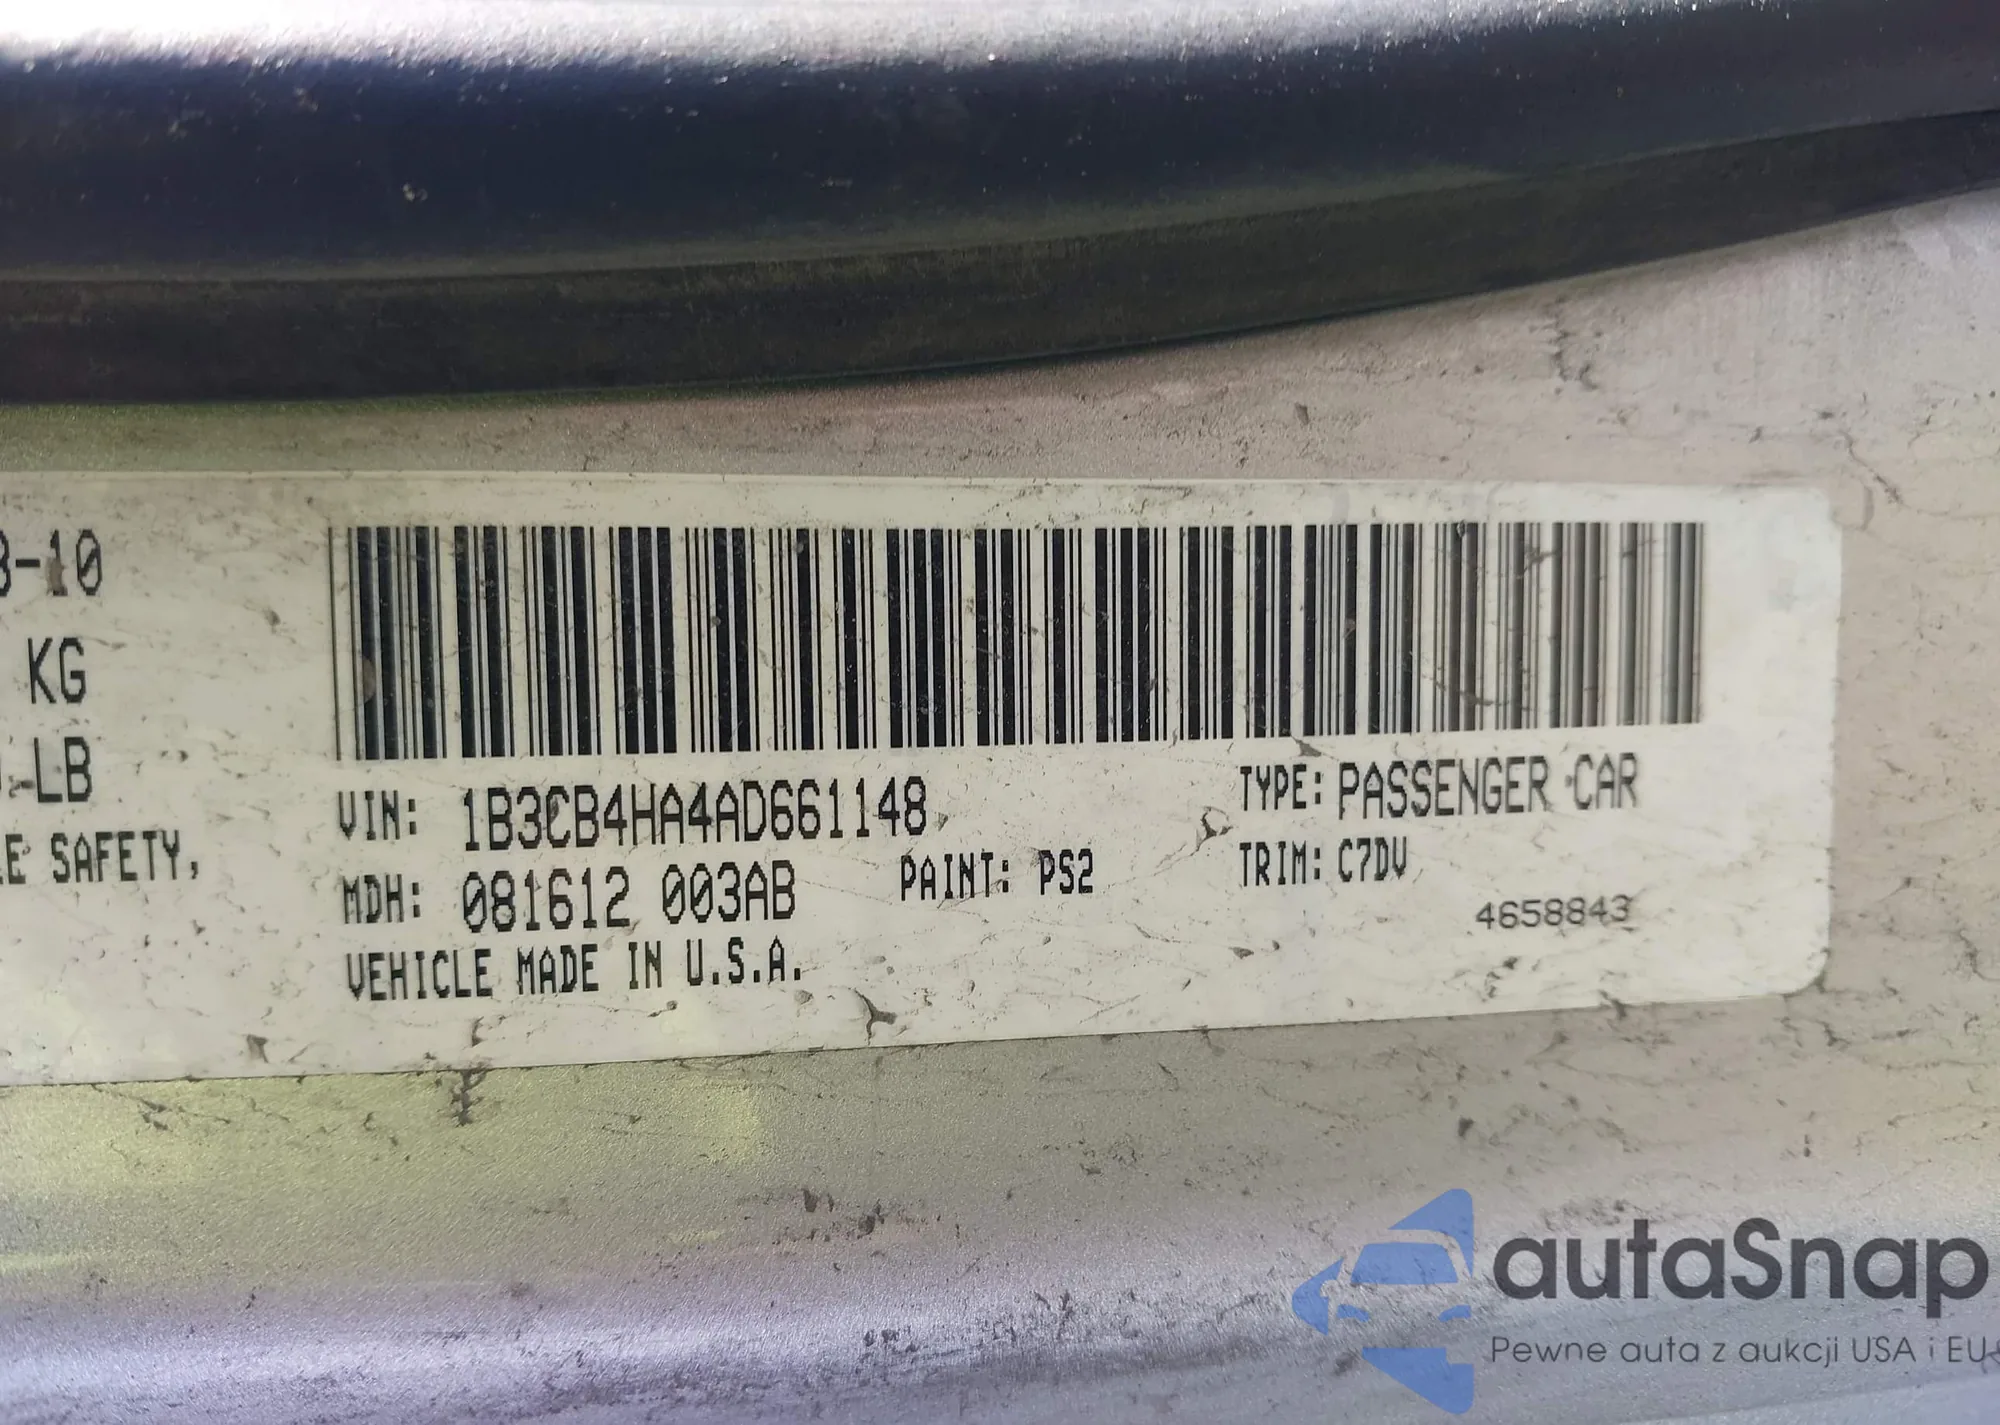 3-10
KG
LB
LE SAFETY,
VIN: 1B3CB4HA4AD661148
TYPE: PASSENGER CAR
MDH: 081612 003AB
PAINT: PS2
TRIM: C7DV
VEHICLE MADE IN U.S.A.
4658843
autaSnap
Pewne auta z aukcji USA i EU